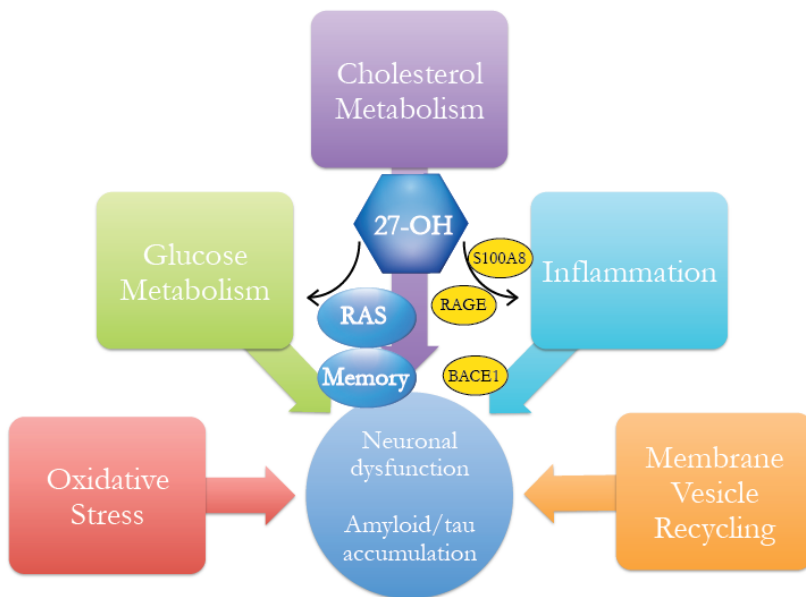 Cholesterol
Metabolism
27-OH
Glucose
Metabolism
S100A8
Inflammation
RAGE
RAS
Memory
BACE1
Oxidative
Stress
Neuronal
dysfunction
Amyloid/tau
accumulation
Membrane
Vesicle
Recycling